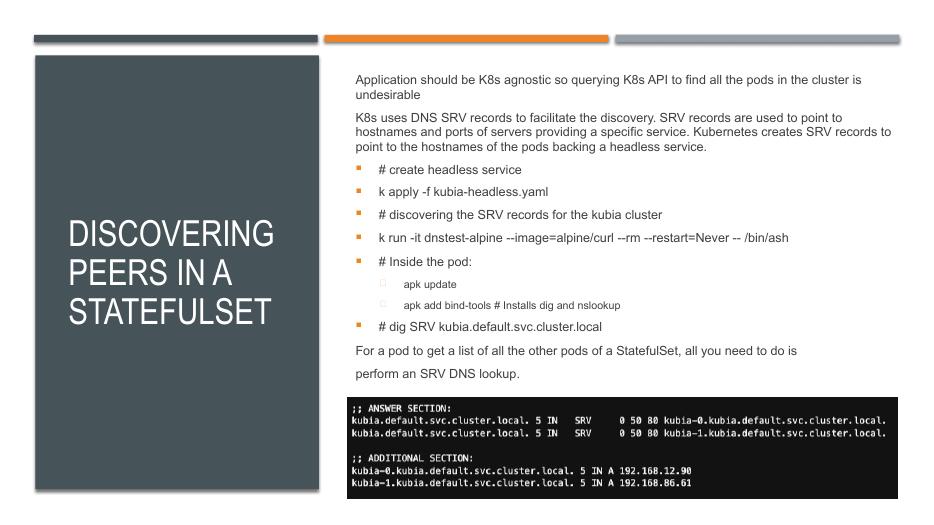 DISCOVERING
PEERS IN A
STATEFULSET
Application should be K8s agnostic so querying K8s API to find all the pods in the cluster is
undesirable
K8s uses DNS SRV records to facilitate the discovery. SRV records are used to point to
hostnames and ports of servers providing a specific service. Kubernetes creates SRV records to
point to the hostnames of the pods backing a headless service.
# create headless service
k apply -f kubia-headless.yaml
# discovering the SRV records for the kubia cluster
k run -it dnstest-alpine --image=alpine/curl --rm --restart=Never -- /bin/ash
# Inside the pod:
apk update
apk add bind-tools # Installs dig and nslookup
# dig SRV kubia.default.svc.cluster.local
For a pod to get a list of all the other pods of a StatefulSet, all you need to do is
perform an SRV DNS lookup.
;; ANSWER SECTION:
kubia.default.svc.cluster.local. 5 IN SRV 0 50 80 kubia-0.kubia.default.svc.cluster.local.
kubia.default.svc.cluster.local. 5 IN SRV 0 50 80 kubia-1.kubia.default.svc.cluster.local.
;; ADDITIONAL SECTION:
kubia-0.kubia.default.svc.cluster.local. 5 IN A 192.168.12.90
kubia-1.kubia.default.svc.cluster.local. 5 IN A 192.168.86.61